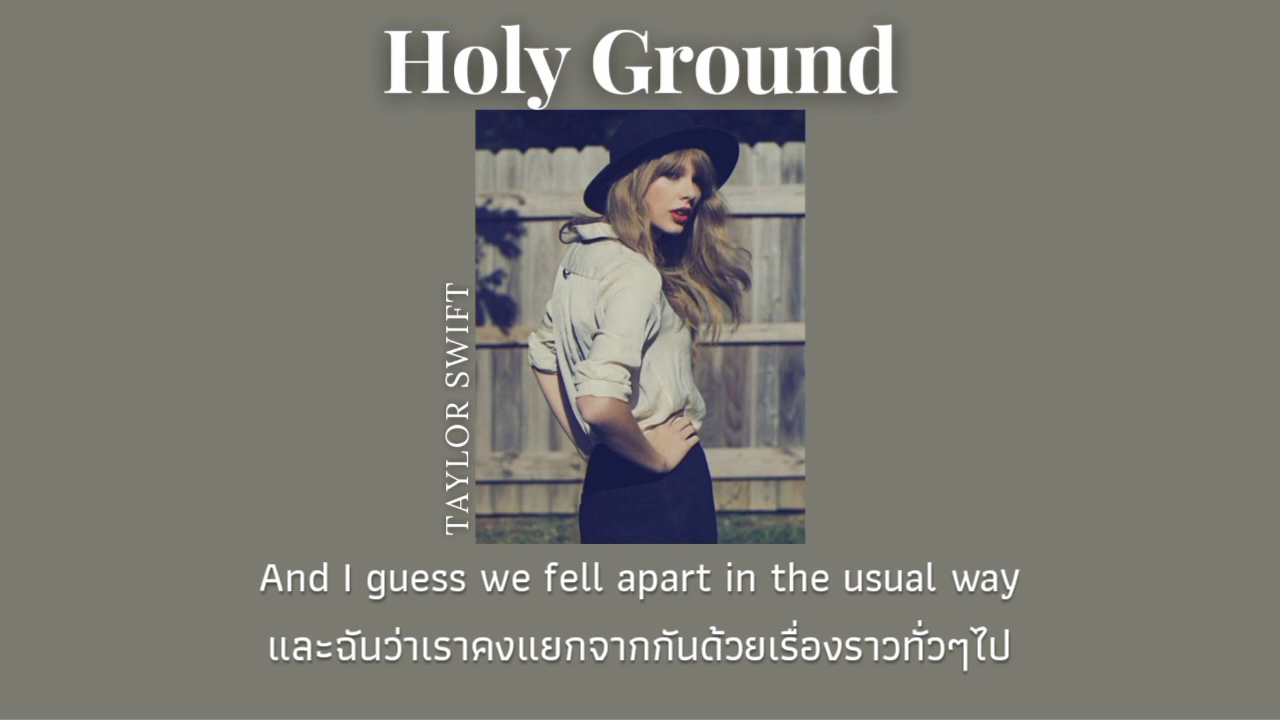 Holy Ground
TAYLOR SWIFT
And I guess we fell apart in the usual way
และฉันว่าเราคงแยกจากกันด้วยเรื่องราวทั่วๆไป